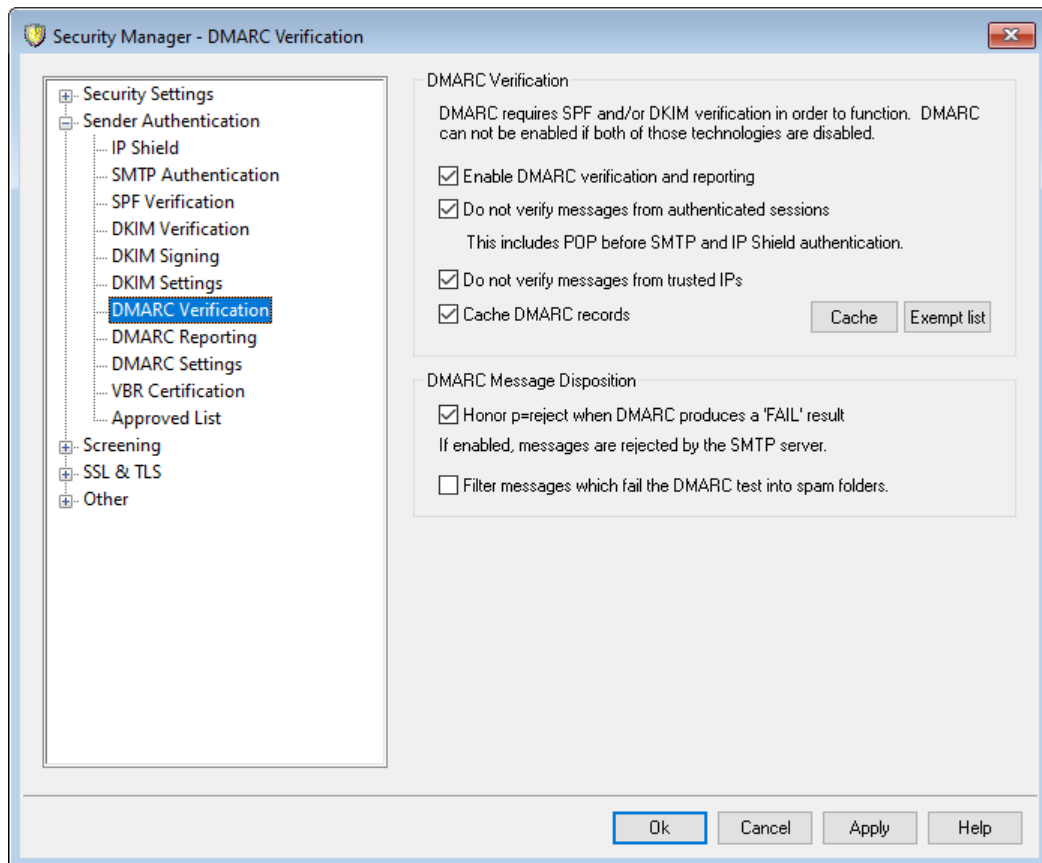 Security Manager - DMARC Verification
Security Settings
Sender Authentication
IP Shield
SMTP Authentication
SPF Verification
DKIM Verification
DKIM Signing
DKIM Settings
DMARC Verification
DMARC Reporting
DMARC Settings
VBR Certification
Approved List
Screening
SSL & TLS
Other
DMARC Verification
DMARC requires SPF and/or DKIM verification in order to function. DMARC
can not be enabled if both of those technologies are disabled.
Enable DMARC verification and reporting
Do not verify messages from authenticated sessions
This includes POP before SMTP and IP Shield authentication.
Do not verify messages from trusted IPs
Cache DMARC records
Cache
Exempt list
DMARC Message Disposition
Honor p=reject when DMARC produces a 'FAIL' result
If enabled, messages are rejected by the SMTP server.
Filter messages which fail the DMARC test into spam folders.
Ok
Cancel
Apply
Help